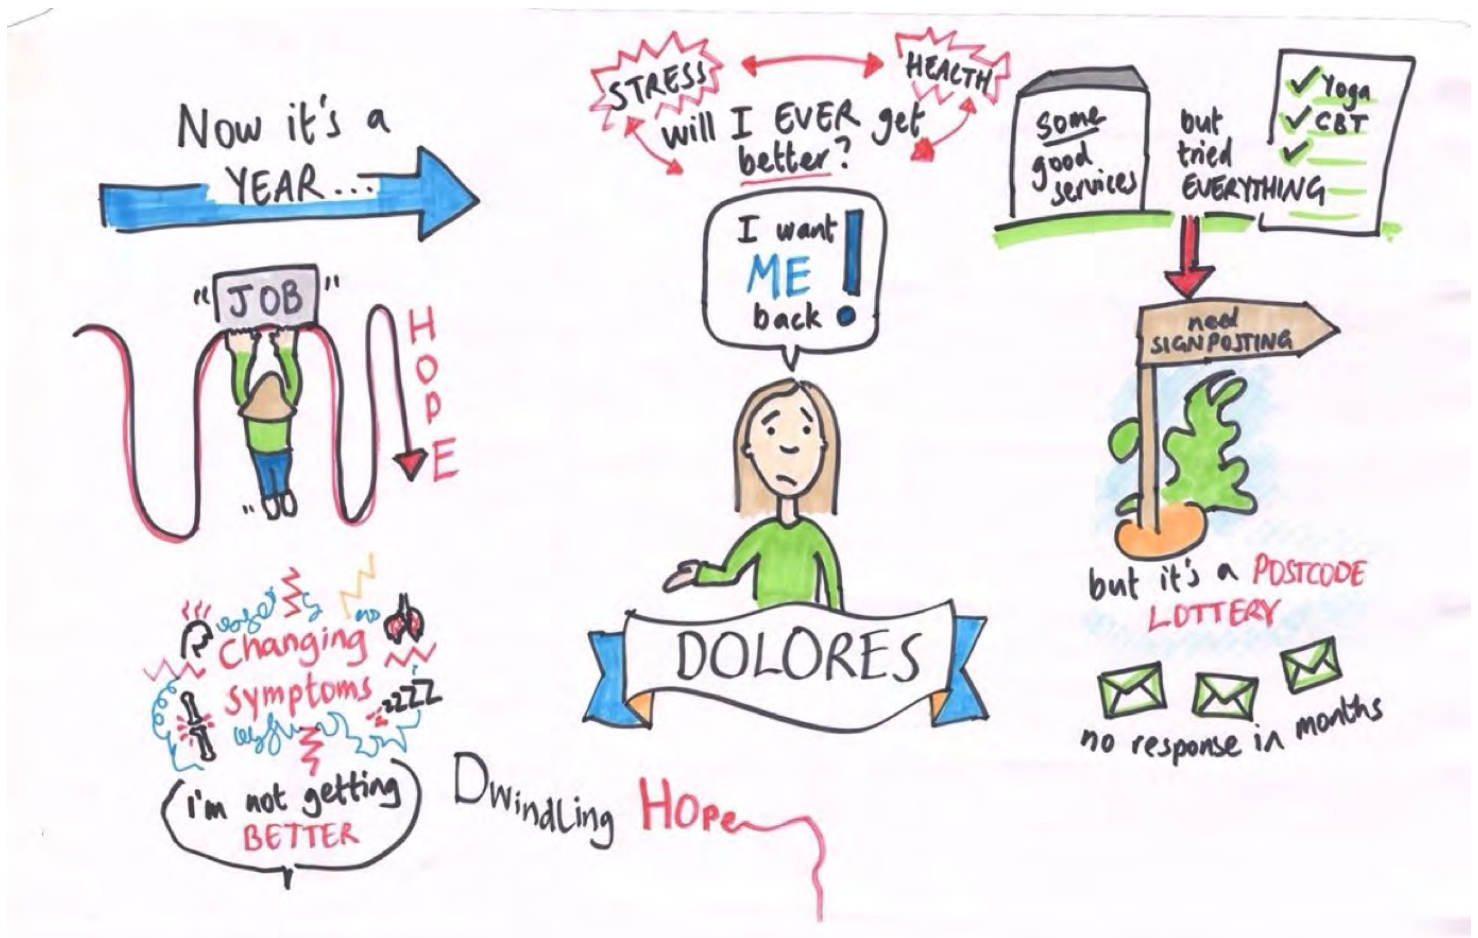 Now it's a
YEAR...
"JOB"
HOPE
changing
symptoms
zzZZZ
I'm not getting
BETTER
Dwindling Hope
STRESS
HEALTH
will I EVER get
better?
I want
ME
back
!
DOLORES
some
good
services
but
tried
EVERYTHING
Yoga
CBT
need
SIGNPOSTING
but it's a POSTCODE
LOTTERY
no response in months